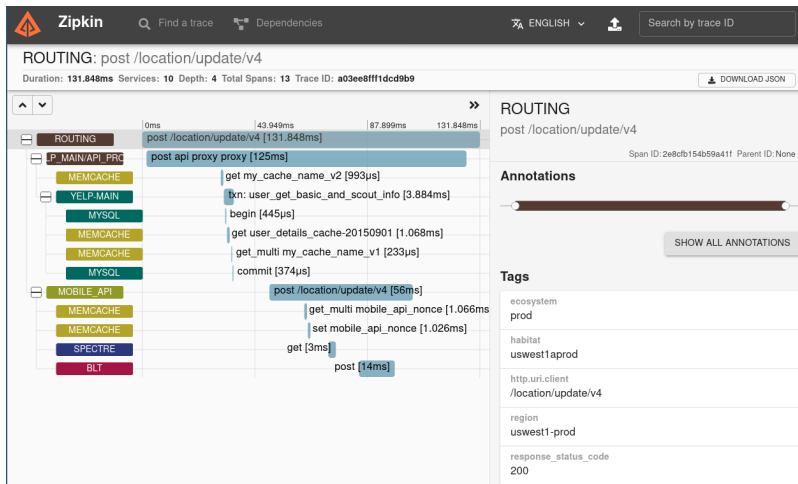 Zipkin
Find a trace
Dependencies
ENGLISH
Search by trace ID
ROUTING: post /location/update/v4
Duration: 131.848ms Services: 10 Depth: 4 Total Spans: 13 Trace ID: a03ee8fff1dcd9b9
DOWNLOAD JSON
0ms 43.949ms 87.899ms 131.848ms
ROUTING post /location/update/v4 [131.848ms]
LP_MAIN/API_PRO post api proxy proxy [125ms]
MEMCACHE get my_cache_name_v2 [993µs]
YELP-MAIN txn: user_get_basic_and_scout_info [3.884ms]
MYSQL begin [445µs]
MEMCACHE get user_details_cache-20150901 [1.068ms]
MEMCACHE get_multi my_cache_name_v1 [233µs]
MYSQL commit [374µs]
MOBILE_API post /location/update/v4 [56ms]
MEMCACHE get_multi mobile_api_nonce [1.066ms
MEMCACHE set mobile_api_nonce [1.026ms]
SPECTRE get [3ms]
BLT post [14ms]
ROUTING
post /location/update/v4
Span ID: 2e8cfb154b59a41f Parent ID: None
Annotations
SHOW ALL ANNOTATIONS
Tags
ecosystem
prod
habitat
uswest1aprod
http.uri.client
/location/update/v4
region
uswest1-prod
response_status_code
200